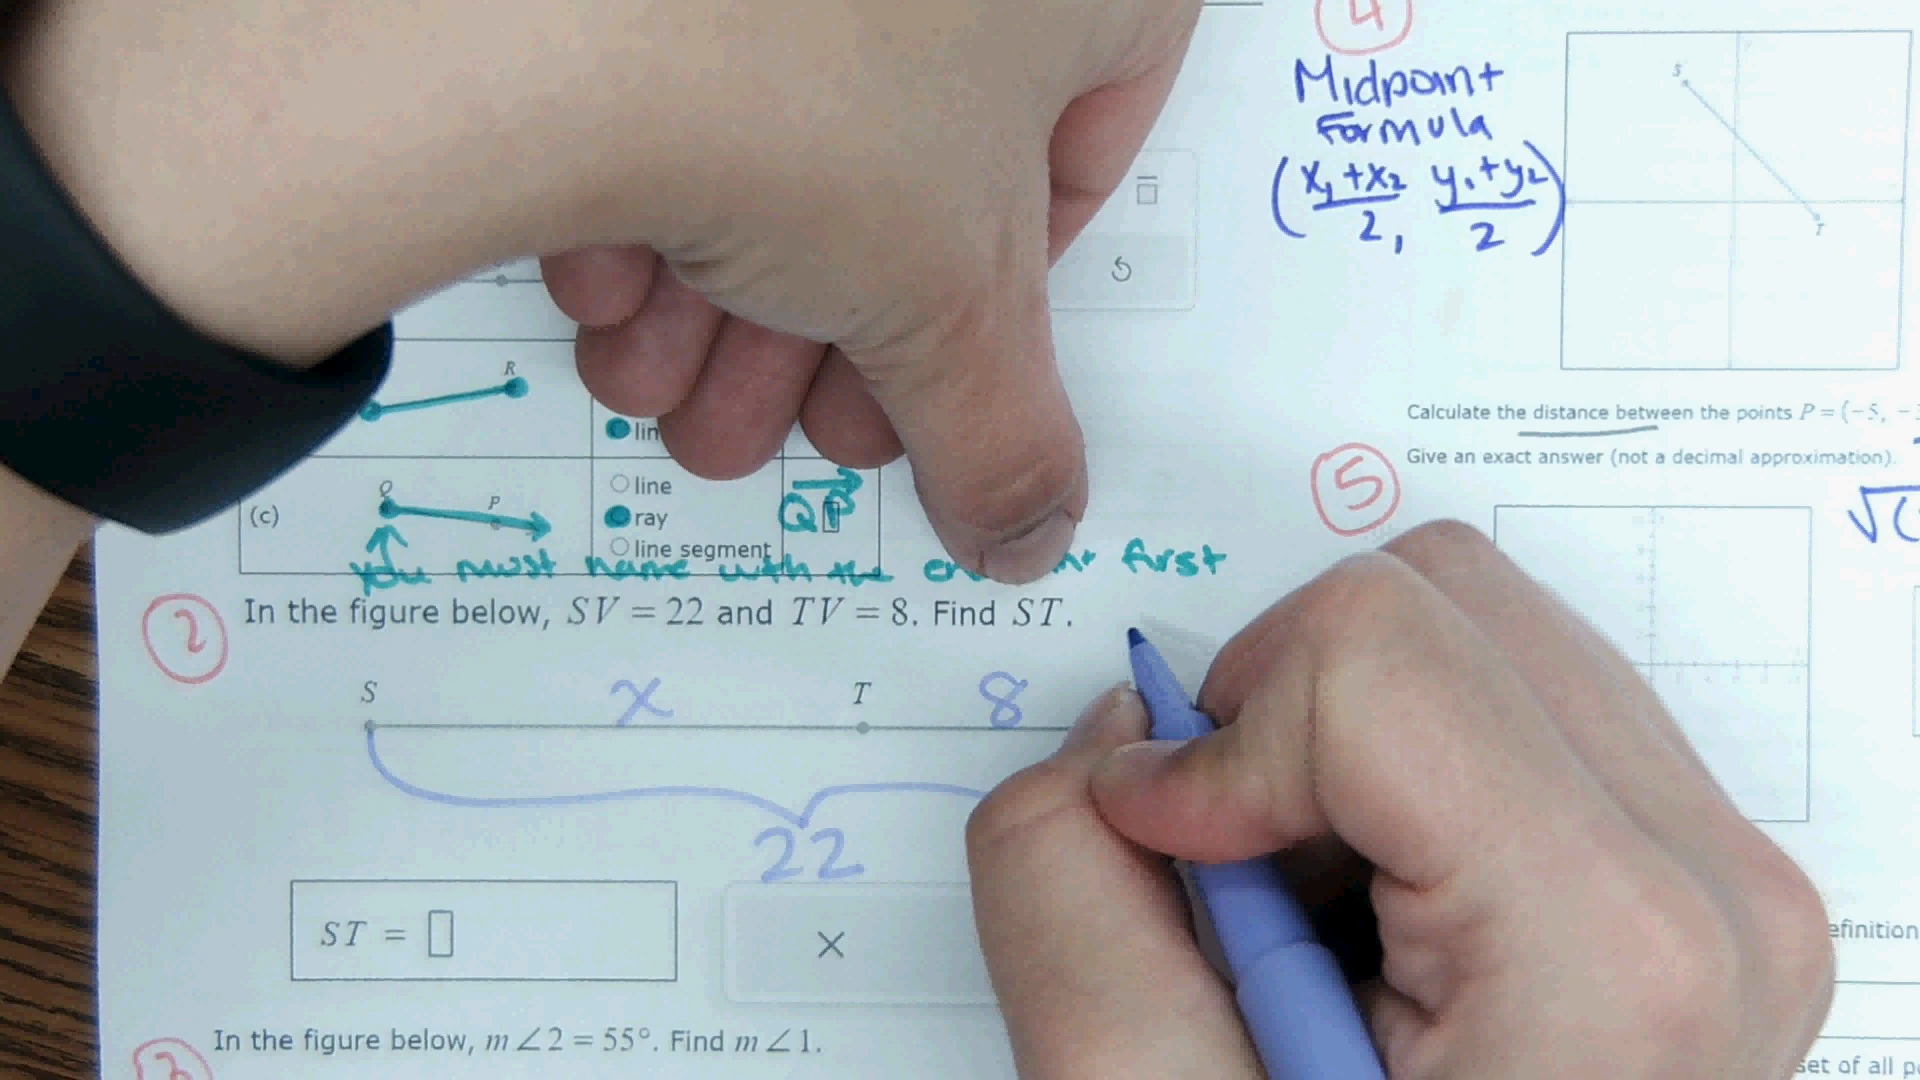 R
lin
(c)
Q
P
line
ray
line segment
QP
You must name with the first
2
In the figure below, SV = 22 and TV = 8. Find ST.
S
x
T
8
22
ST =
×
In the figure below, m∠2 = 55°. Find m∠1.
4
Midpoint
Formula
(x₁+x₂/2, y₁+y₂/2)
S
T
Calculate the distance between the points P = (−5, −
5
Give an exact answer (not a decimal approximation).
√(
efinition
set of all p